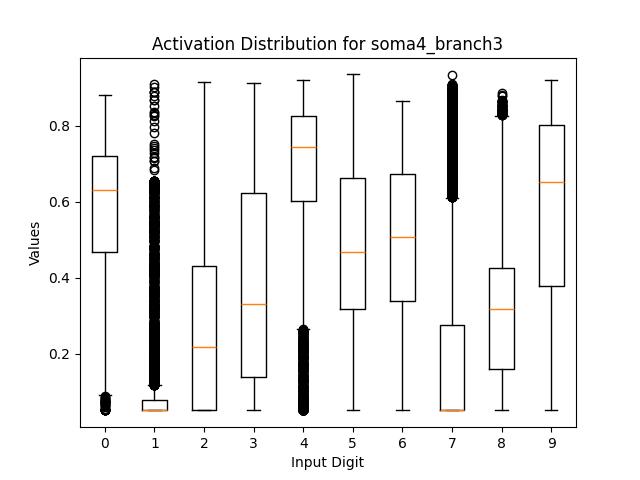 Activation Distribution for soma4_branch3
Values
0.8
0.6
0.4
0.2
0 1 2 3 4 5 6 7 8 9
Input Digit